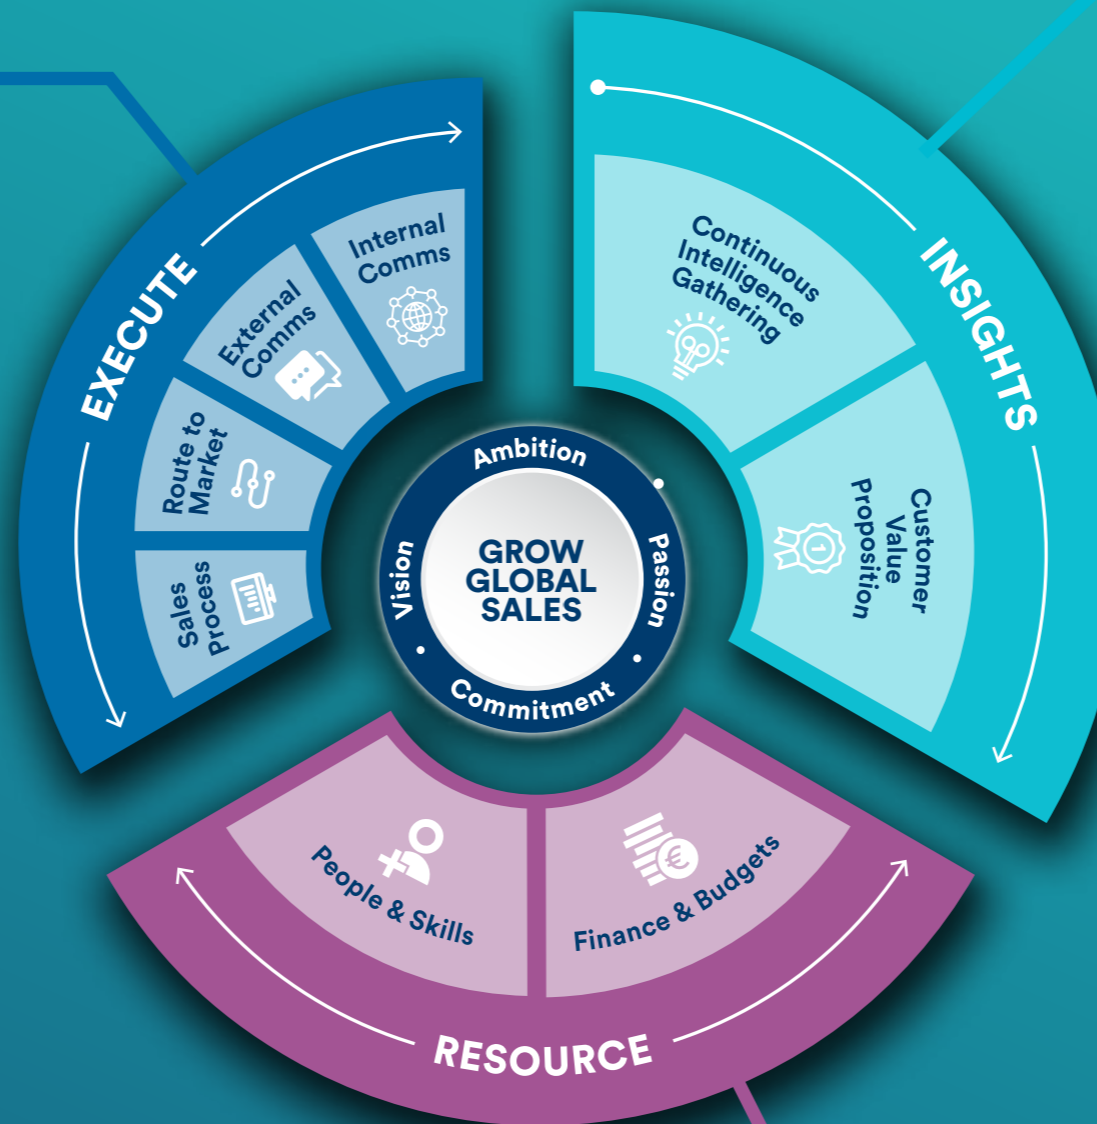 EXECUTE
Internal
Comms
External
Comms
Route to
Market
Sales
Process
INSIGHTS
Continuous
Intelligence
Gathering
Customer
Value
Proposition
1
Ambition
Passion
Commitment
Vision
GROW
GLOBAL
SALES
People & Skills
Finance & Budgets
€
RESOURCE